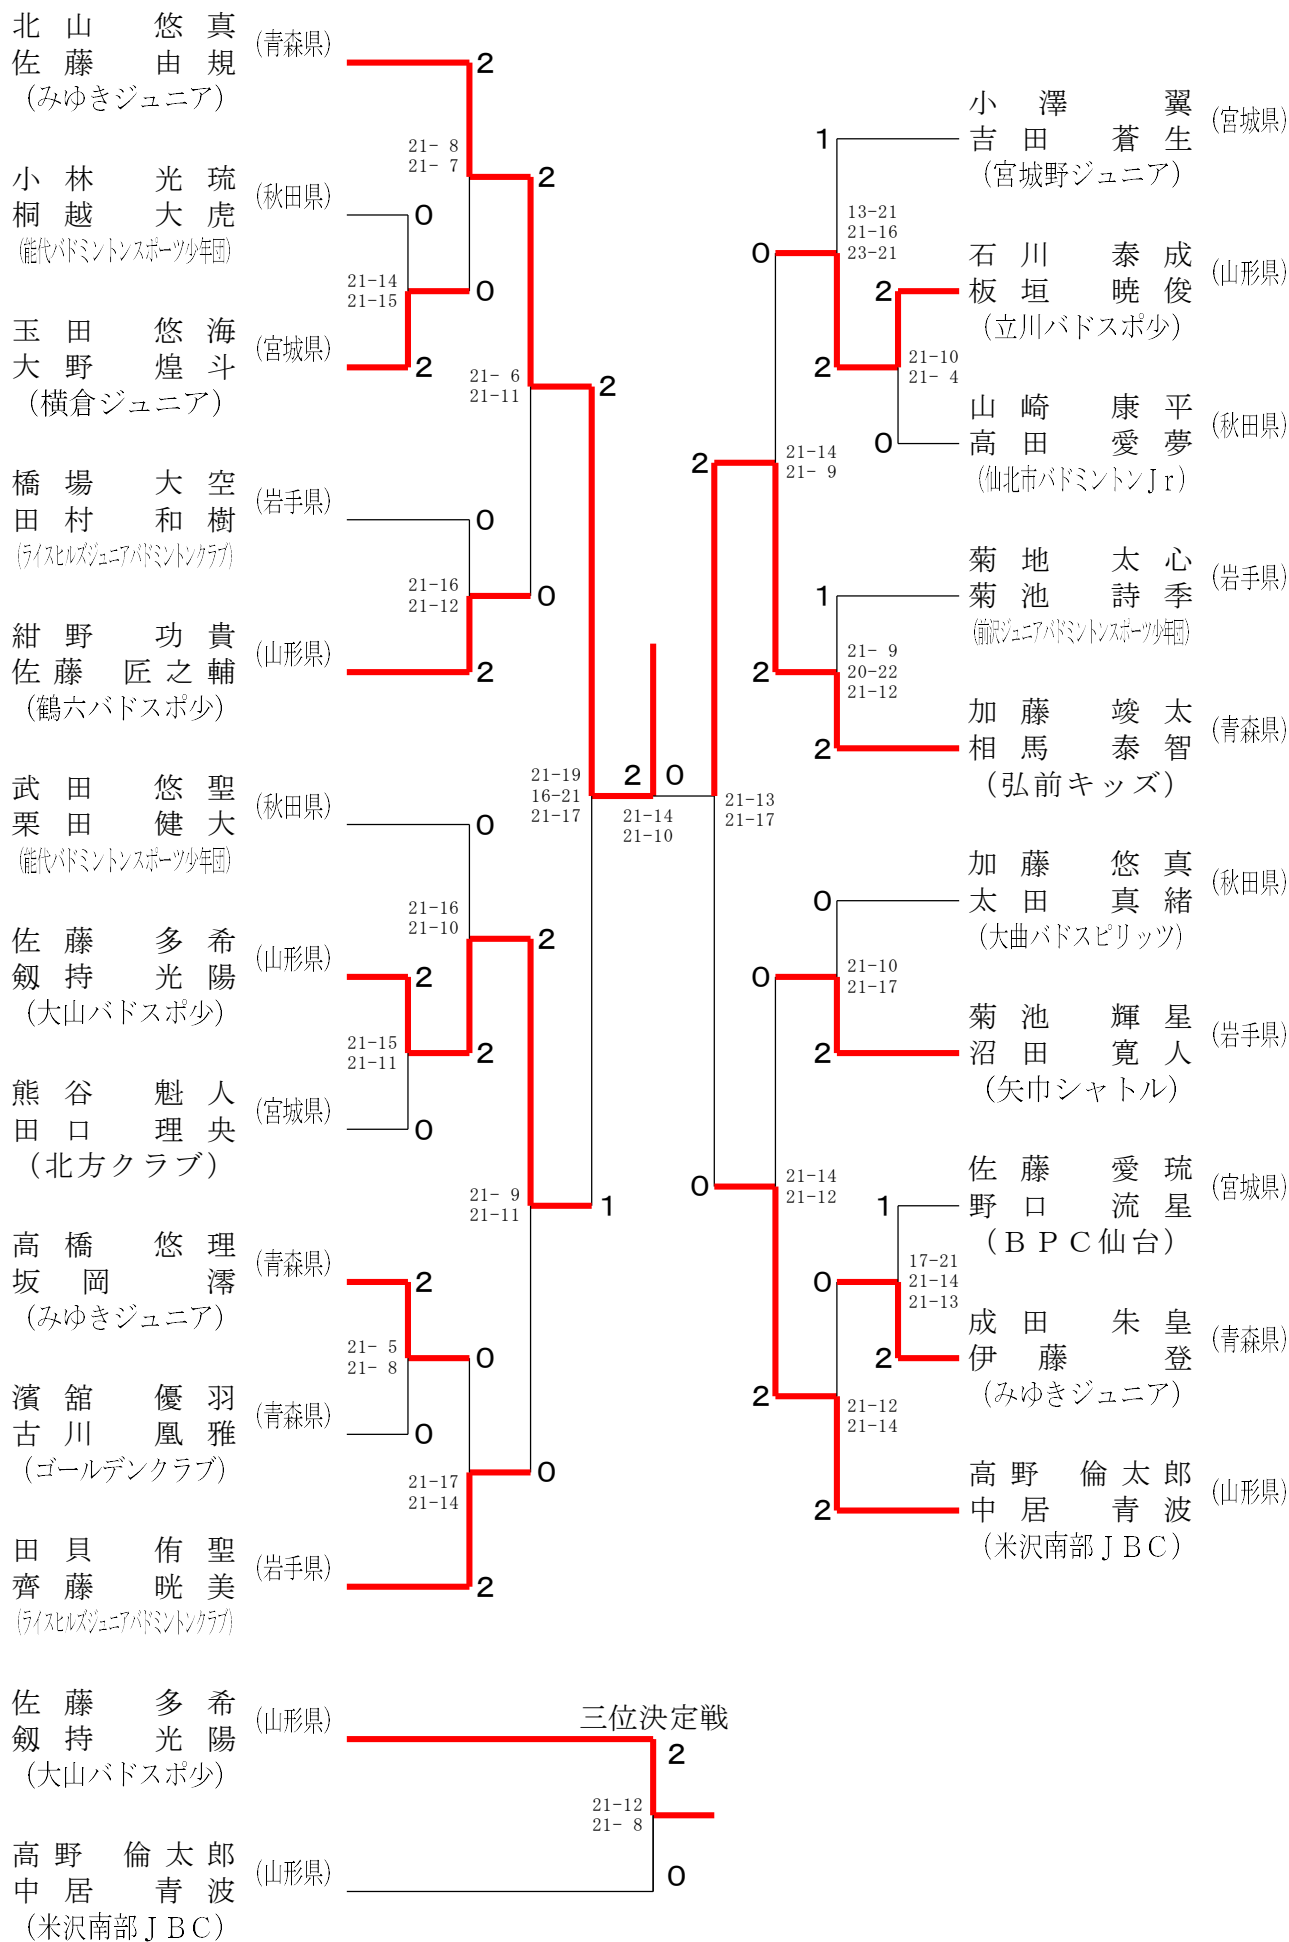 北山 悠真
佐藤 由規
(みゆきジュニア)
(青森県)
2
21- 8
21- 7
2
小林 光琉
桐越 大虎
(能代バドミントンスポーツ少年団)
(秋田県)
0
21-14
21-15
0
玉田 悠海
大野 煌斗
(横倉ジュニア)
(宮城県)
2
21- 6
21-11
2
橋場 大空
田村 和樹
(ライスヒルズジュニアバドミントンクラブ)
(岩手県)
0
21-16
21-12
0
紺野 功貴
佐藤 匠之輔
(鶴六バドスポ少)
(山形県)
2
武田 悠聖
栗田 健大
(能代バドミントンスポーツ少年団)
(秋田県)
0
21-19
16-21
21-17
21-16
21-10
2
佐藤 多希
剱持 光陽
(大山バドスポ少)
(山形県)
2
21-15
21-11
2
熊谷 魁人
田口 理央
(北方クラブ)
(宮城県)
0
21- 9
21-11
1
高橋 悠理
坂岡 澪
(みゆきジュニア)
(青森県)
2
21- 5
21- 8
0
濱舘 優羽
古川 凰雅
(ゴールデンクラブ)
(青森県)
0
21-17
21-14
0
田貝 侑聖
齊藤 晄美
(ライスヒルズジュニアバドミントンクラブ)
(岩手県)
2
2
0
21-14
21-10
小澤 翼
吉田 蒼生
(宮城野ジュニア)
(宮城県)
1
13-21
21-16
23-21
0
石川 泰成
板垣 暁俊
(立川バドスポ少)
(山形県)
2
21-10
21- 4
2
山崎 康平
高田 愛夢
(仙北市バドミントンJr)
(秋田県)
0
21-14
21- 9
2
菊地 太心
菊池 詩季
(前沢ジュニアバドミントンスポーツ少年団)
(岩手県)
1
21- 9
20-22
21-12
2
加藤 竣太
相馬 泰智
(弘前キッズ)
(青森県)
2
21-13
21-17
加藤 悠真
太田 真緒
(大曲バドスピリッツ)
(秋田県)
0
21-10
21-17
0
菊池 輝星
沼田 寛人
(矢巾シャトル)
(岩手県)
2
21-14
21-12
0
佐藤 愛琉
野口 流星
(BPC仙台)
(宮城県)
1
17-21
21-14
21-13
0
成田 朱皇
伊藤 登
(みゆきジュニア)
(青森県)
2
21-12
21-14
2
高野 倫太郎
中居 青波
(米沢南部JBC)
(山形県)
2
三位決定戦
佐藤 多希
剱持 光陽
(大山バドスポ少)
(山形県)
2
21-12
21- 8
高野 倫太郎
中居 青波
(米沢南部JBC)
(山形県)
0